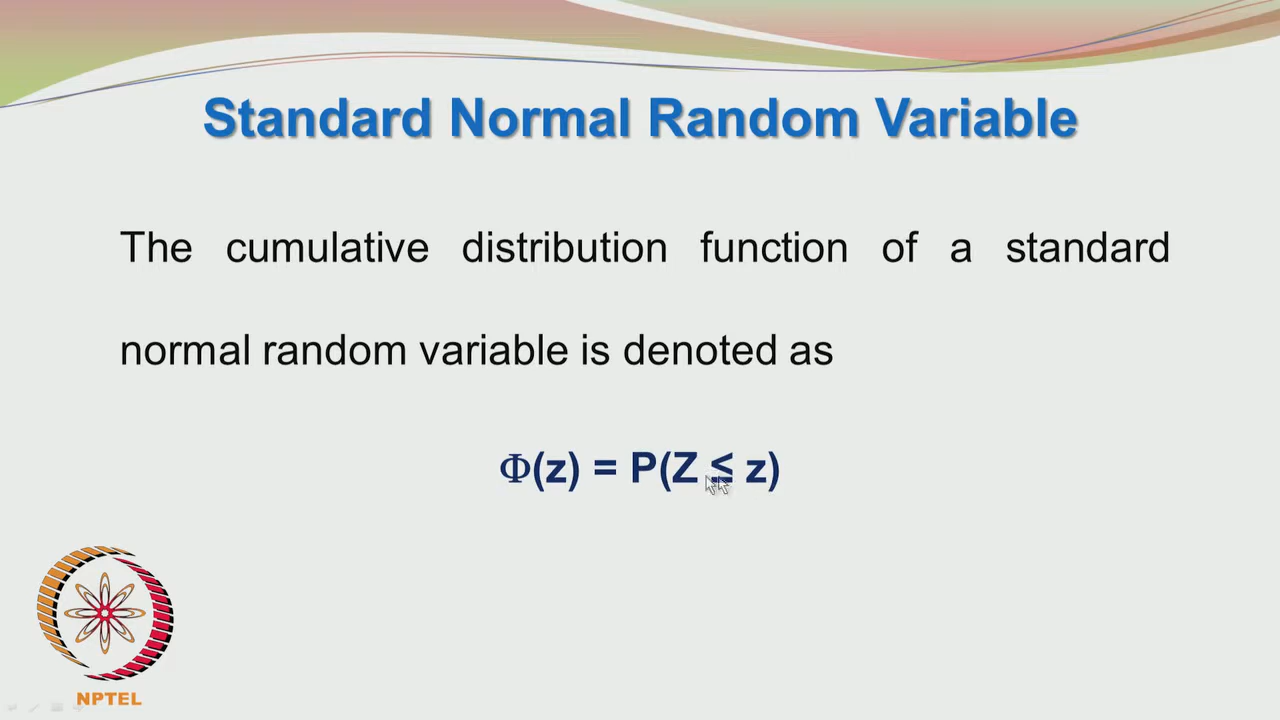 Standard Normal Random Variable
The cumulative distribution function of a standard
normal random variable is denoted as
Φ(z) = P(Z ≤ z)
NPTEL